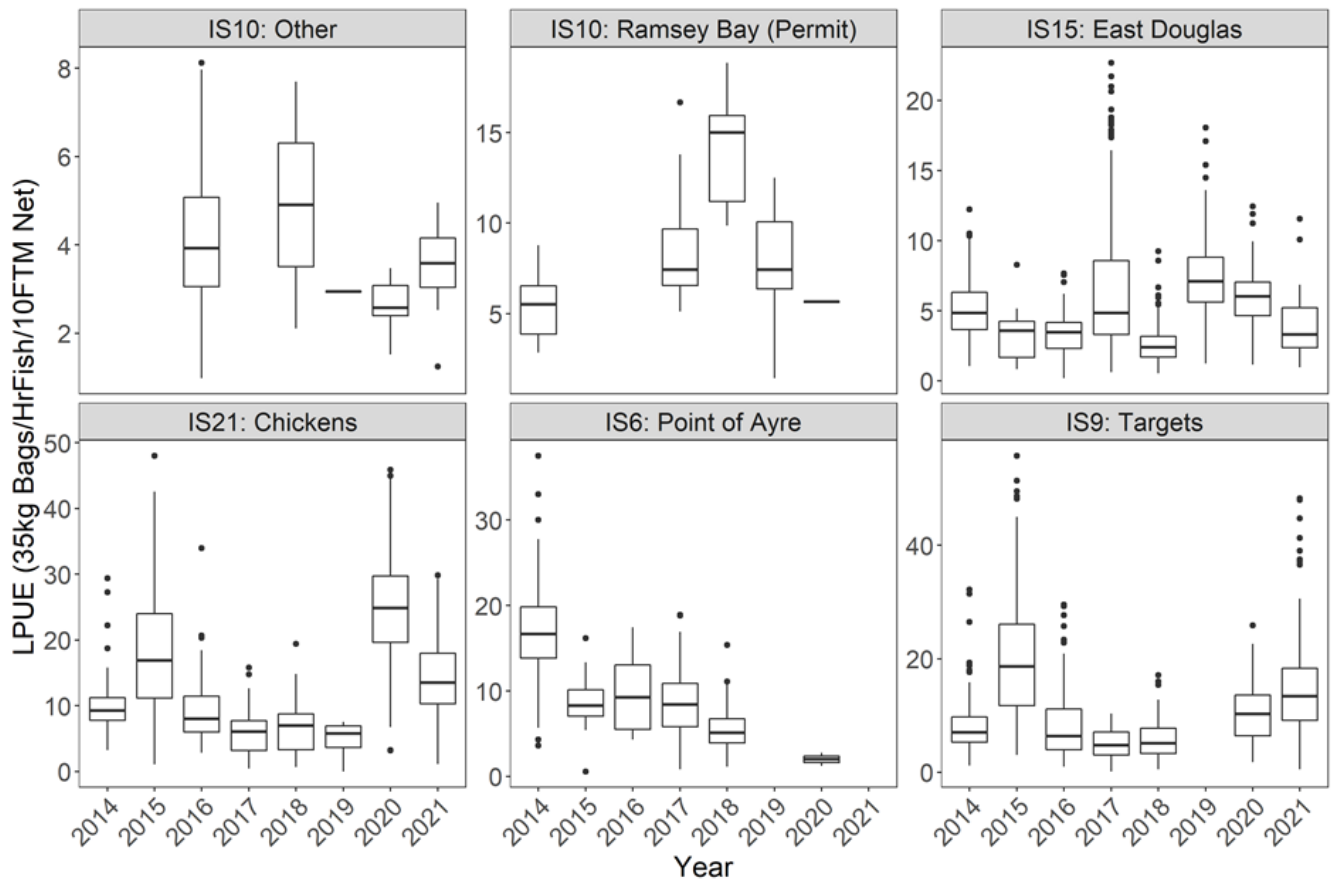 IS10: Other
IS10: Ramsey Bay (Permit)
IS15: East Douglas
8
6
4
2
15
10
5
20
15
10
5
0
LPUE (35kg Bags/HrFish/10FTM Net)
IS21: Chickens
IS6: Point of Ayre
IS9: Targets
50
40
30
20
10
0
30
20
10
0
40
20
0
2014 2015 2016 2017 2018 2019 2020 2021
2014 2015 2016 2017 2018 2019 2020 2021
2014 2015 2016 2017 2018 2019 2020 2021
Year